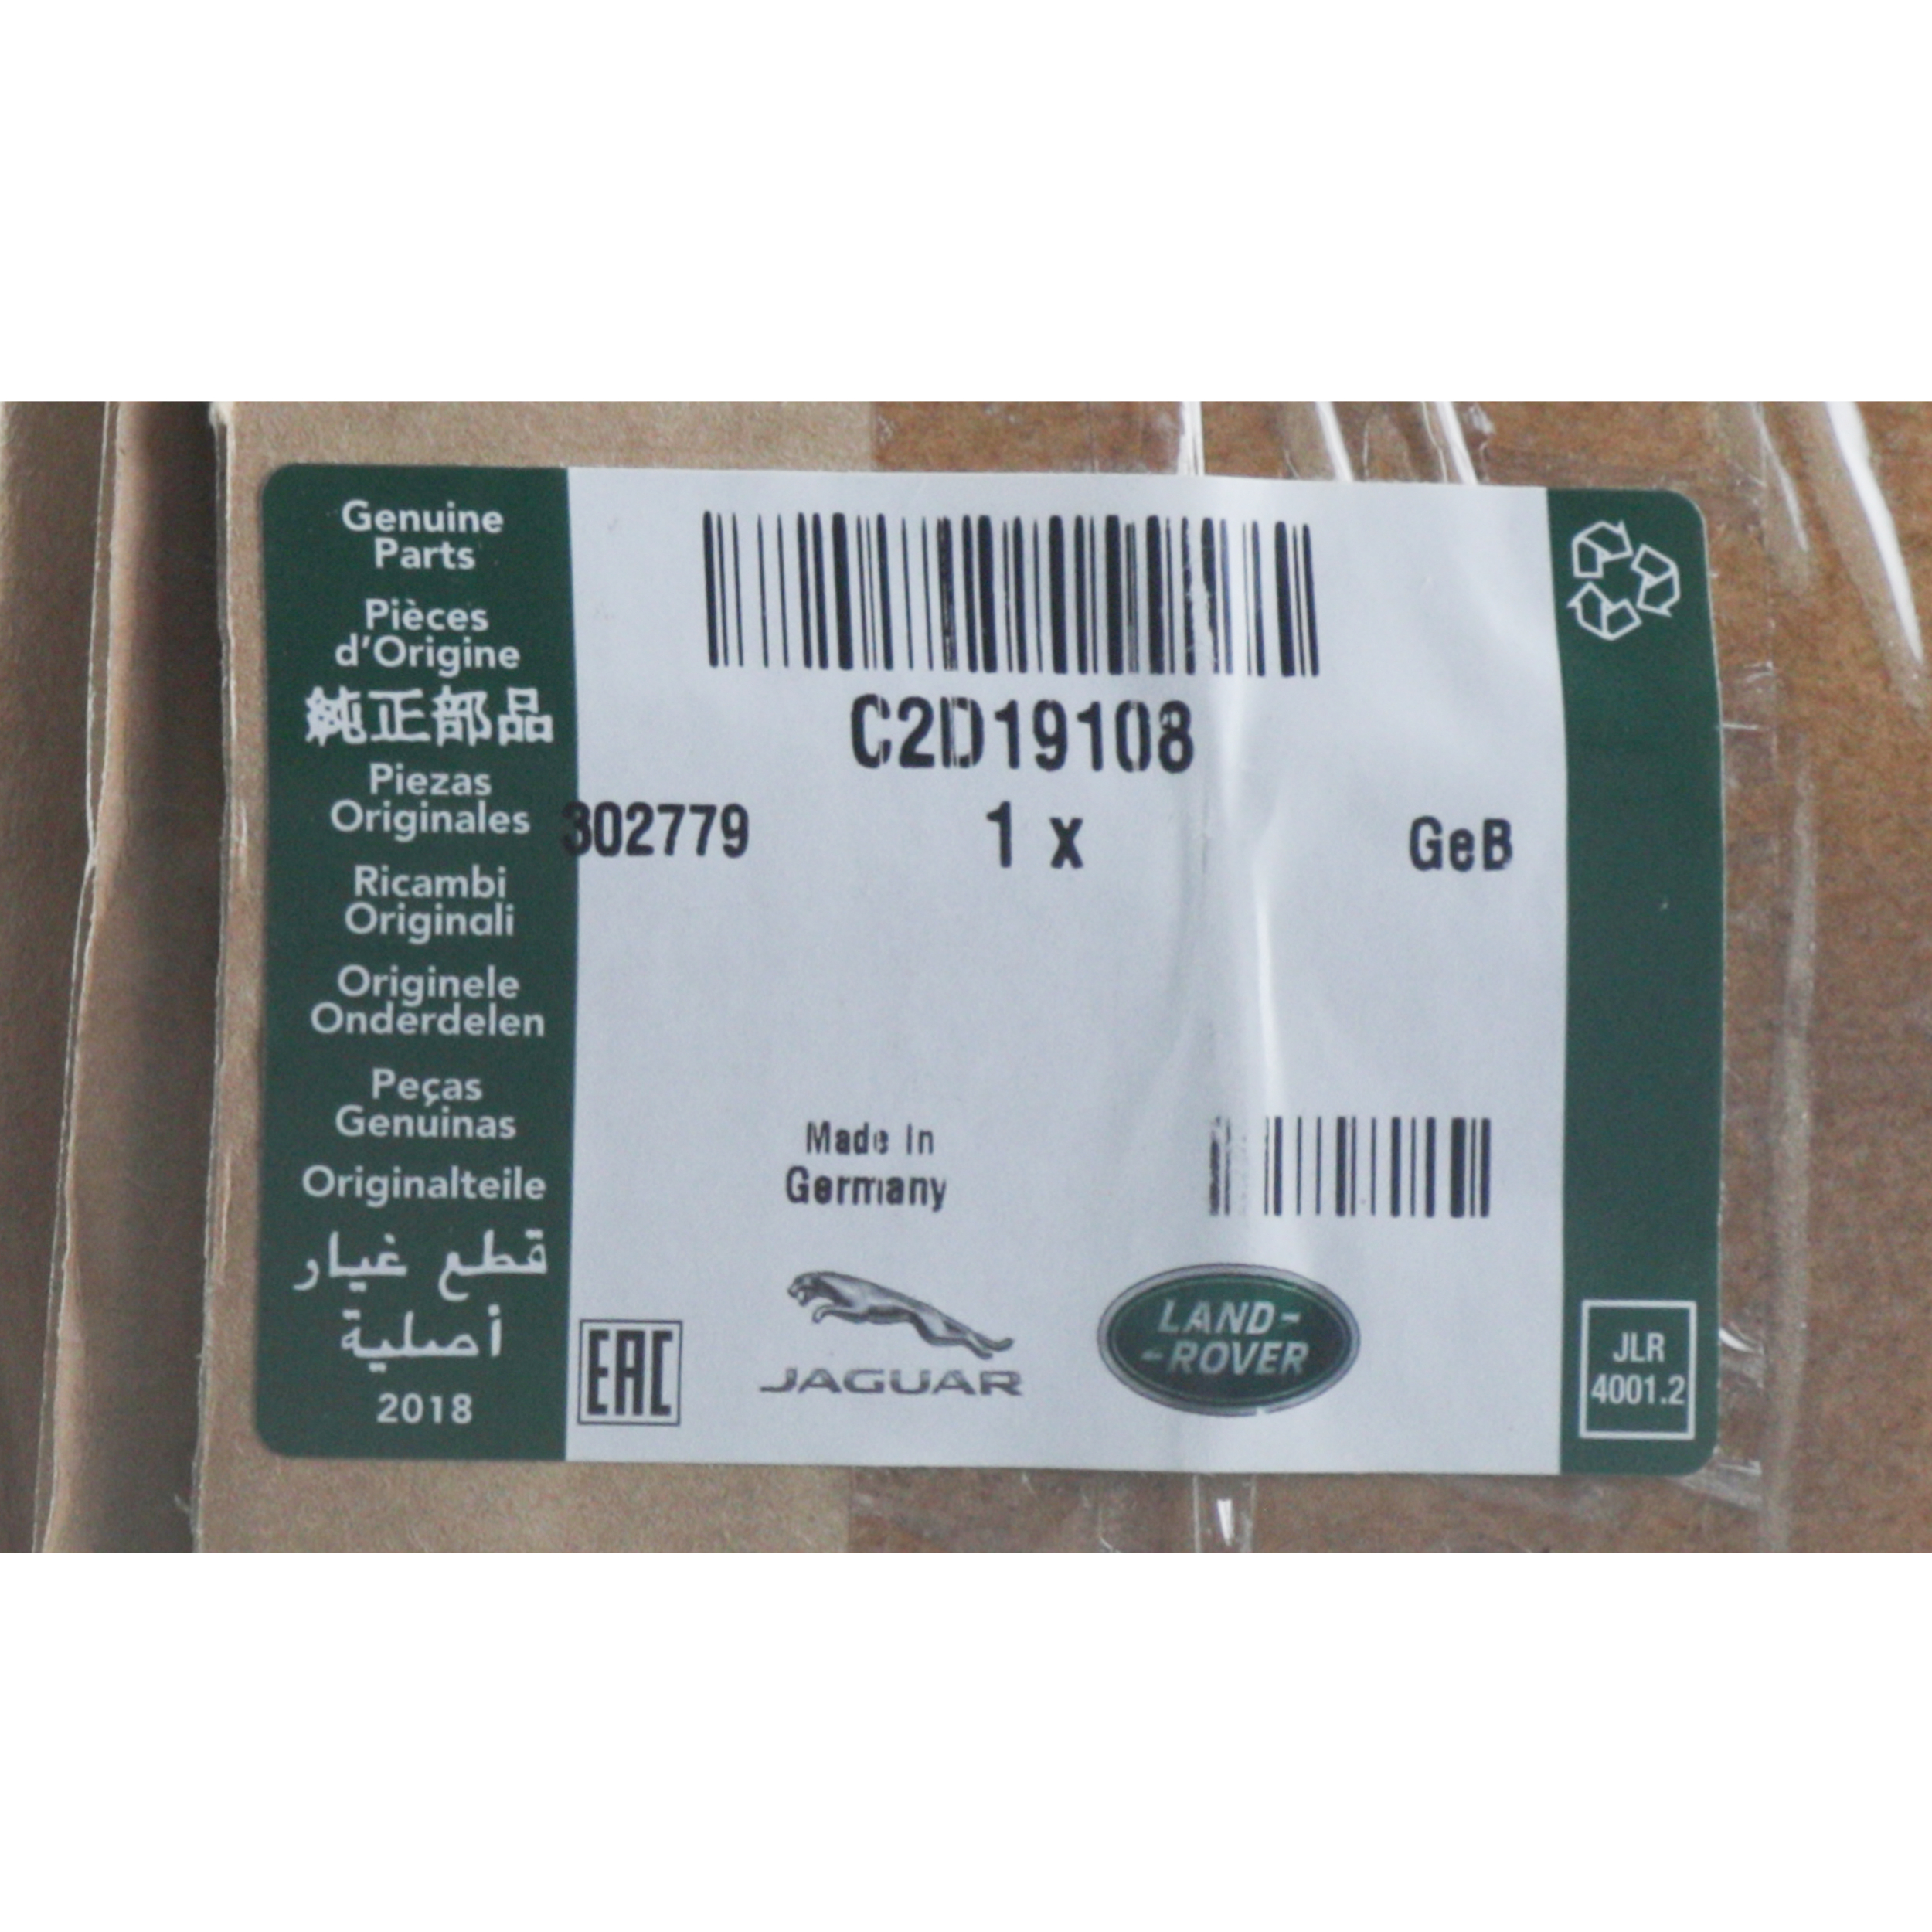 Genuine
Parts
Pièces
d'Origine
純正部品
Piezas
Originales
Ricambi
Originali
Originele
Onderdelen
Peças
Genuinas
Originalteile
قطع غيار
أصلية
2018
C2D19108
302779 1 x GeB
Made In
Germany
EAC
JAGUAR
LAND-
-ROVER
JLR
4001.2